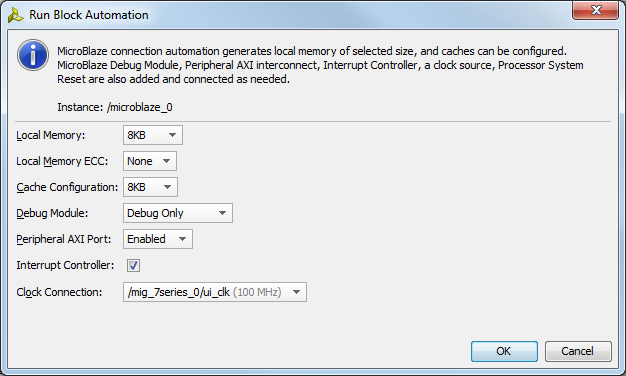 Run Block Automation
MicroBlaze connection automation generates local memory of selected size, and caches can be configured.
MicroBlaze Debug Module, Peripheral AXI interconnect, Interrupt Controller, a clock source, Processor System
Reset are also added and connected as needed.
Instance: /microblaze_0
Local Memory: 8KB
Local Memory ECC: None
Cache Configuration: 8KB
Debug Module: Debug Only
Peripheral AXI Port: Enabled
Interrupt Controller:
Clock Connection: /mig_7series_0/ui_clk (100 MHz)
OK Cancel